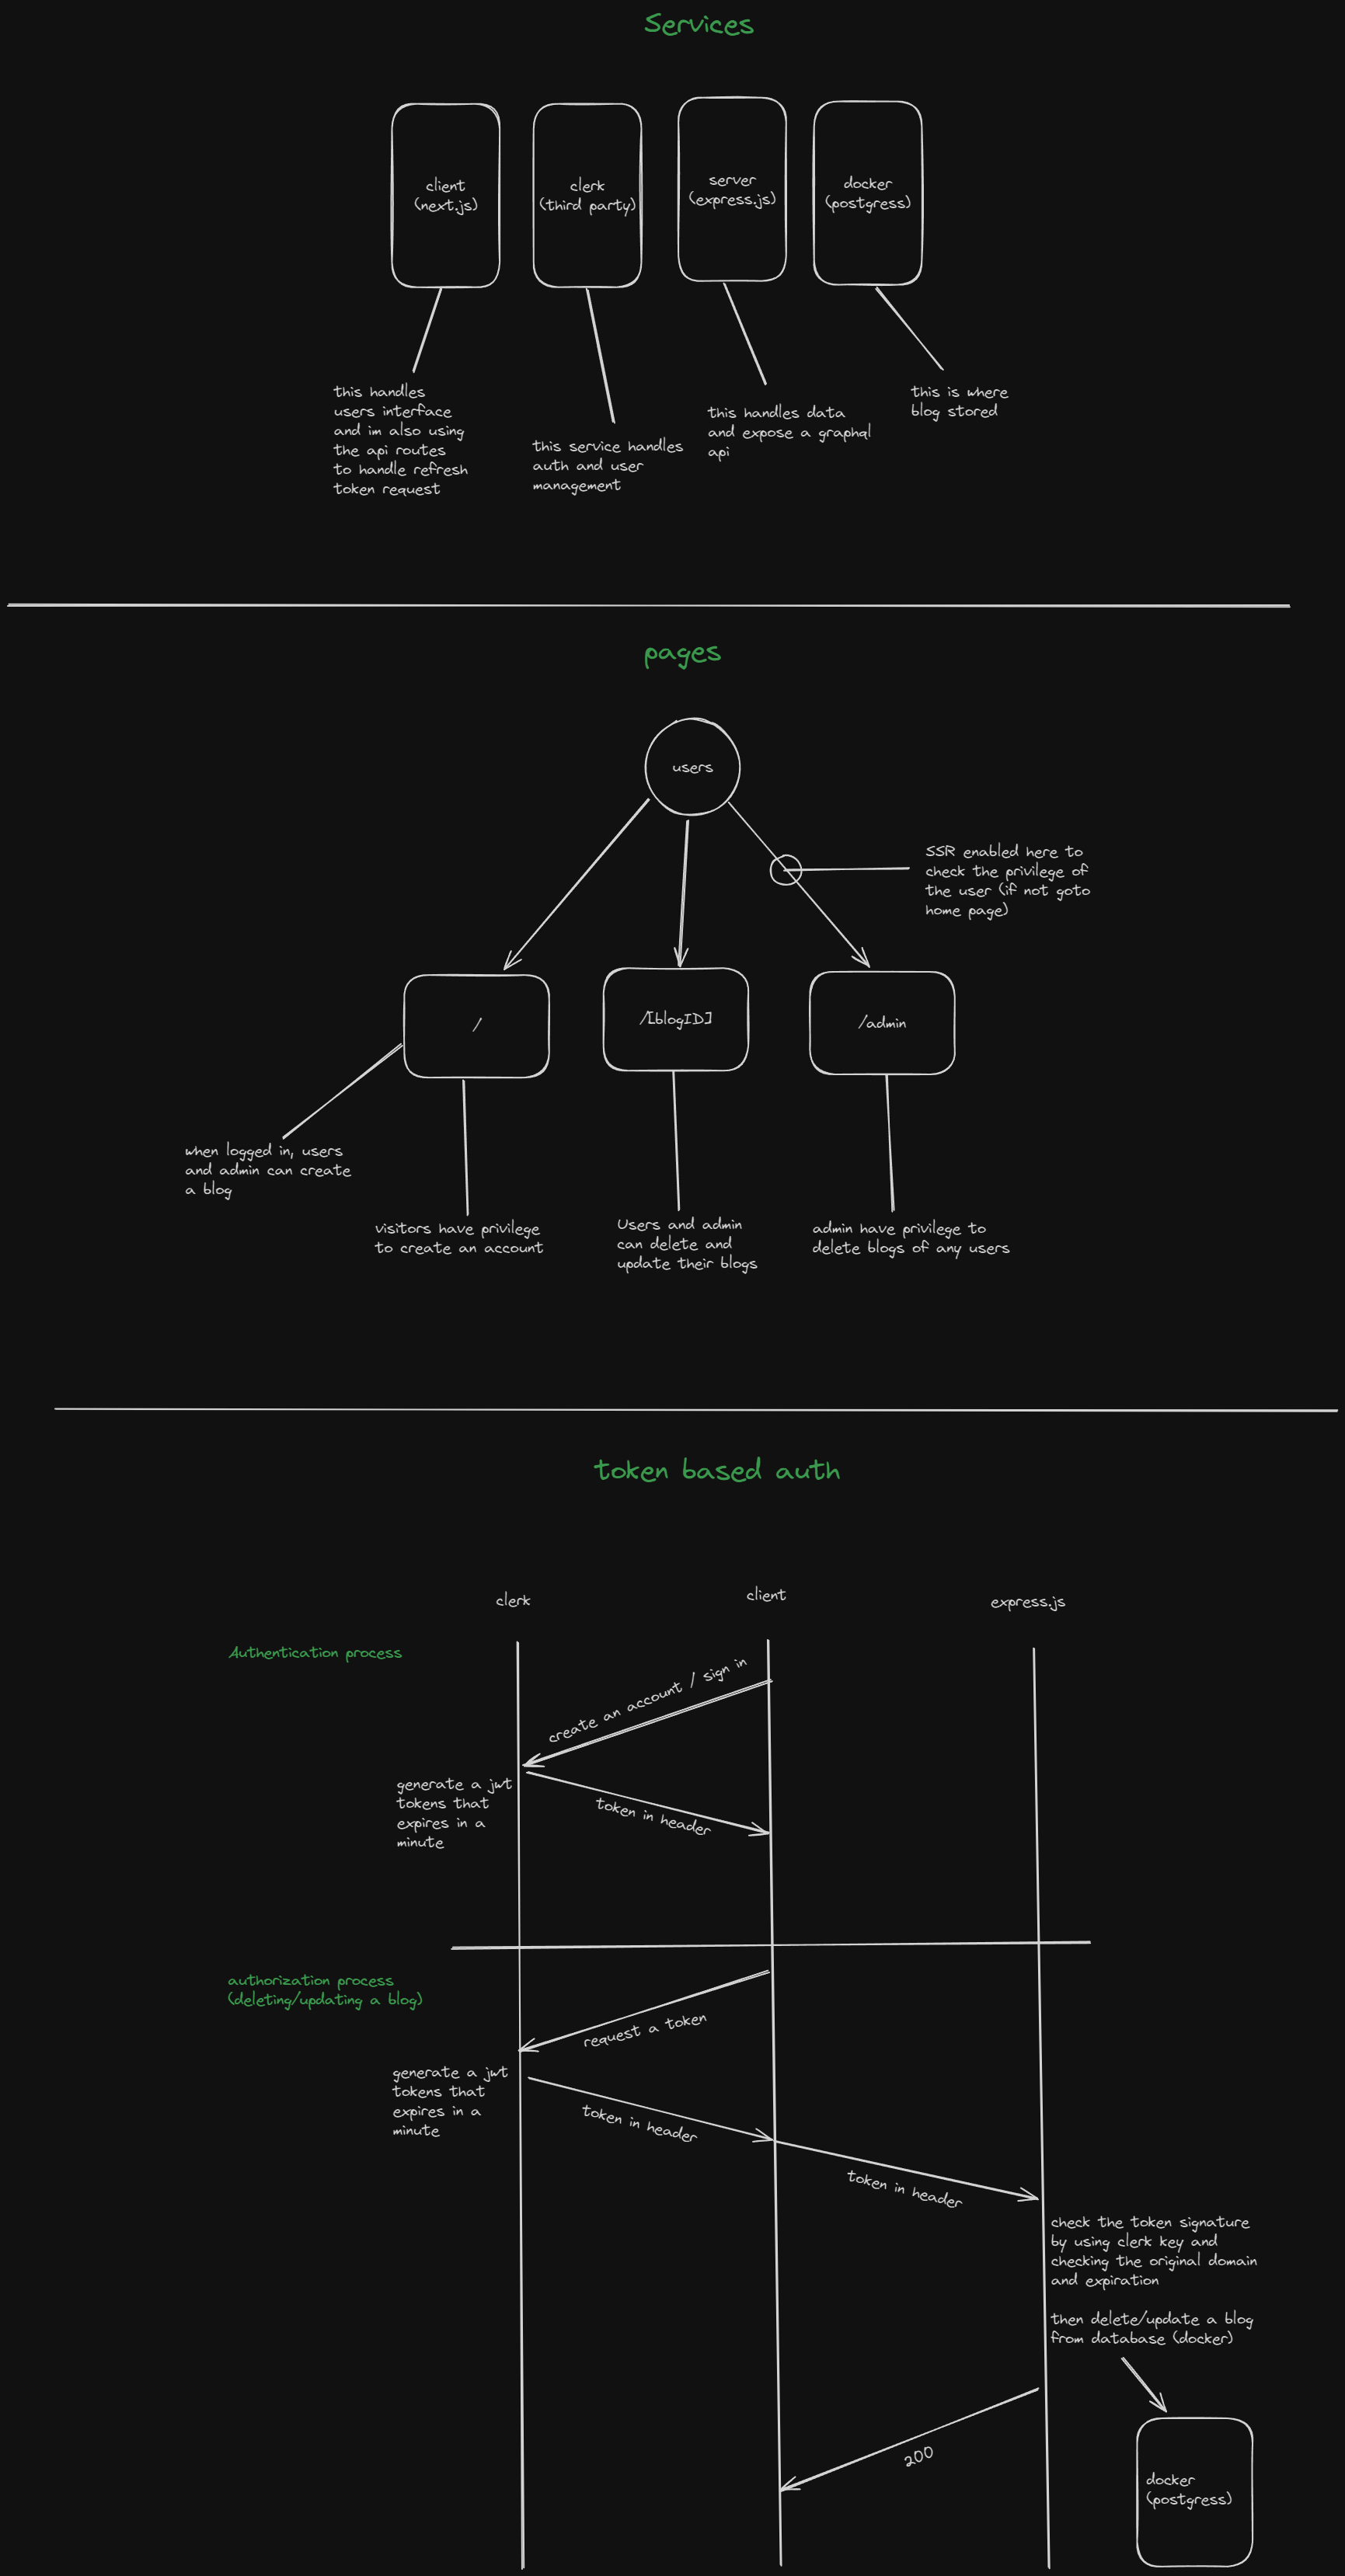 Services
client
(next.js)
clerk
(third party)
server
(express.js)
docker
(postgress)
this handles
users interface
and im also using
the api routes
to handle refresh
token request
this service handles
auth and user
management
this handles data
and expose a graphql
api
this is where
blog stored
pages
users
SSR enabled here to
check the privilege of
the user (if not goto
home page)
/
/[blogID]
/admin
when logged in, users
and admin can create
a blog
visitors have privilege
to create an account
Users and admin
can delete and
update their blogs
admin have privilege to
delete blogs of any users
token based auth
clerk
client
express.js
Authentication process
create an account / sign in
generate a jwt
tokens that
expires in a
minute
token in header
authorization process
(deleting/updating a blog)
request a token
generate a jwt
tokens that
expires in a
minute
token in header
token in header
check the token signature
by using clerk key and
checking the original domain
and expiration
then delete/update a blog
from database (docker)
200
docker
(postgress)